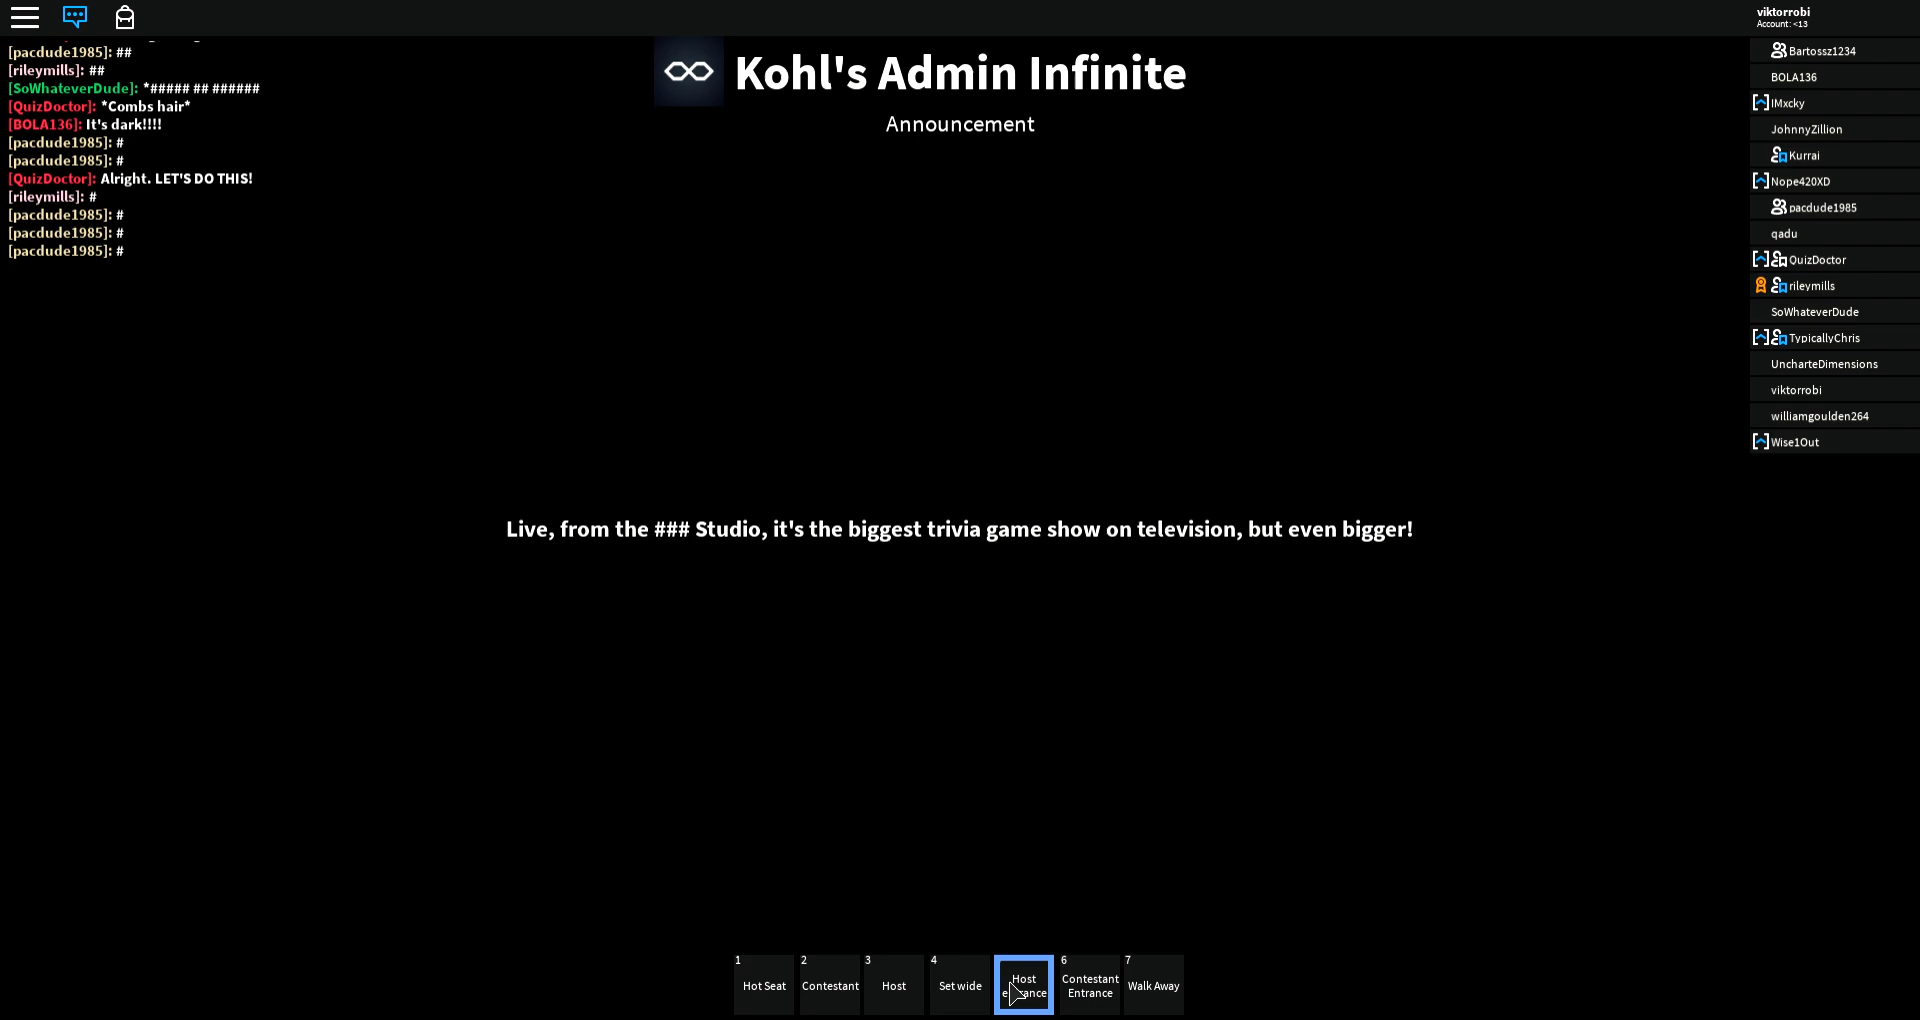 viktorrobi
Account: <13
[pacdude1985]: ##
[rileymills]: ##
[SoWhateverDude]: *##### ## ######
[QuizDoctor]: *Combs hair*
[BOLA136]: It's dark!!!!
[pacdude1985]: #
[pacdude1985]: #
[QuizDoctor]: Alright. LET'S DO THIS!
[rileymills]: #
[pacdude1985]: #
[pacdude1985]: #
[pacdude1985]: #
Kohl's Admin Infinite
Announcement
Bartossz1234
BOLA136
IMxcky
JohnnyZillion
Kurrai
Nope420XD
pacdude1985
qadu
QuizDoctor
rileymills
SoWhateverDude
TypicallyChris
UncharteDimensions
viktorrobi
williamgoulden264
Wise1Out
Live, from the ### Studio, it's the biggest trivia game show on television, but even bigger!
1
Hot Seat
2
Contestant
3
Host
4
Set wide
Host
6
Contestant
Entrance
7
Walk Away